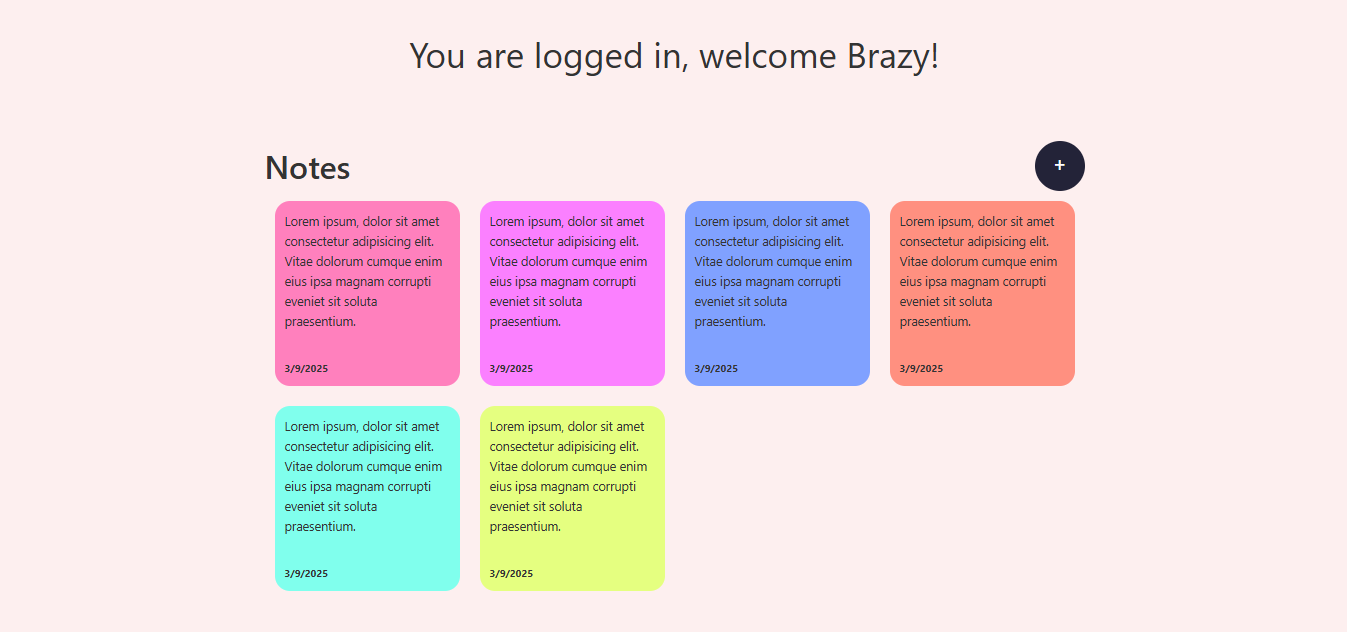 You are logged in, welcome Brazy!
Notes
+
Lorem ipsum, dolor sit amet
consectetur adipisicing elit.
Vitae dolorum cumque enim
eius ipsa magnam corrupti
eveniet sit soluta
praesentium.
3/9/2025
Lorem ipsum, dolor sit amet
consectetur adipisicing elit.
Vitae dolorum cumque enim
eius ipsa magnam corrupti
eveniet sit soluta
praesentium.
3/9/2025
Lorem ipsum, dolor sit amet
consectetur adipisicing elit.
Vitae dolorum cumque enim
eius ipsa magnam corrupti
eveniet sit soluta
praesentium.
3/9/2025
Lorem ipsum, dolor sit amet
consectetur adipisicing elit.
Vitae dolorum cumque enim
eius ipsa magnam corrupti
eveniet sit soluta
praesentium.
3/9/2025
Lorem ipsum, dolor sit amet
consectetur adipisicing elit.
Vitae dolorum cumque enim
eius ipsa magnam corrupti
eveniet sit soluta
praesentium.
3/9/2025
Lorem ipsum, dolor sit amet
consectetur adipisicing elit.
Vitae dolorum cumque enim
eius ipsa magnam corrupti
eveniet sit soluta
praesentium.
3/9/2025